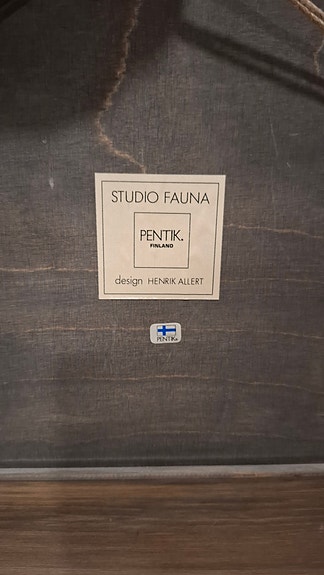 STUDIO FAUNA
PENTIK.
FINLAND
design HENRIK ALLERT
PENTIK®